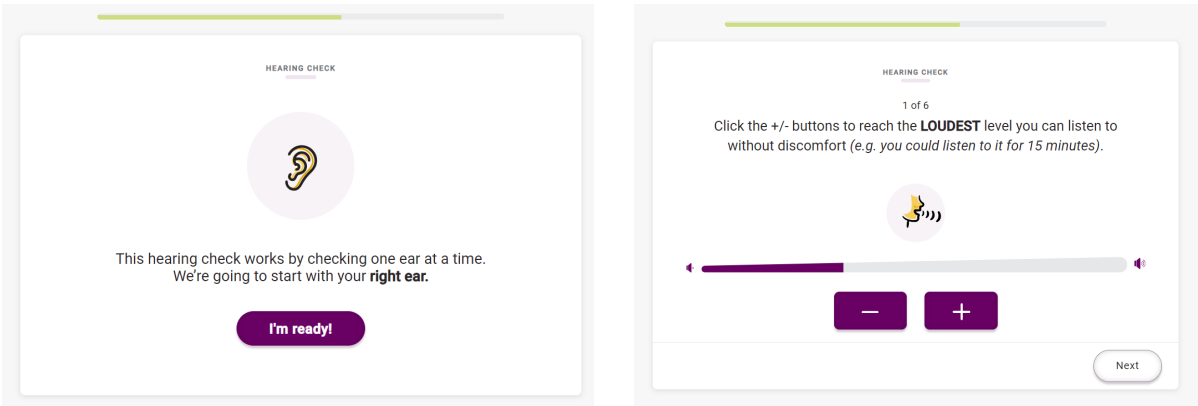 HEARING CHECK
This hearing check works by checking one ear at a time.
We’re going to start with your right ear.
I'm ready!
HEARING CHECK
1 of 6
Click the +/- buttons to reach the LOUDEST level you can listen to
without discomfort (e.g. you could listen to it for 15 minutes).
Next